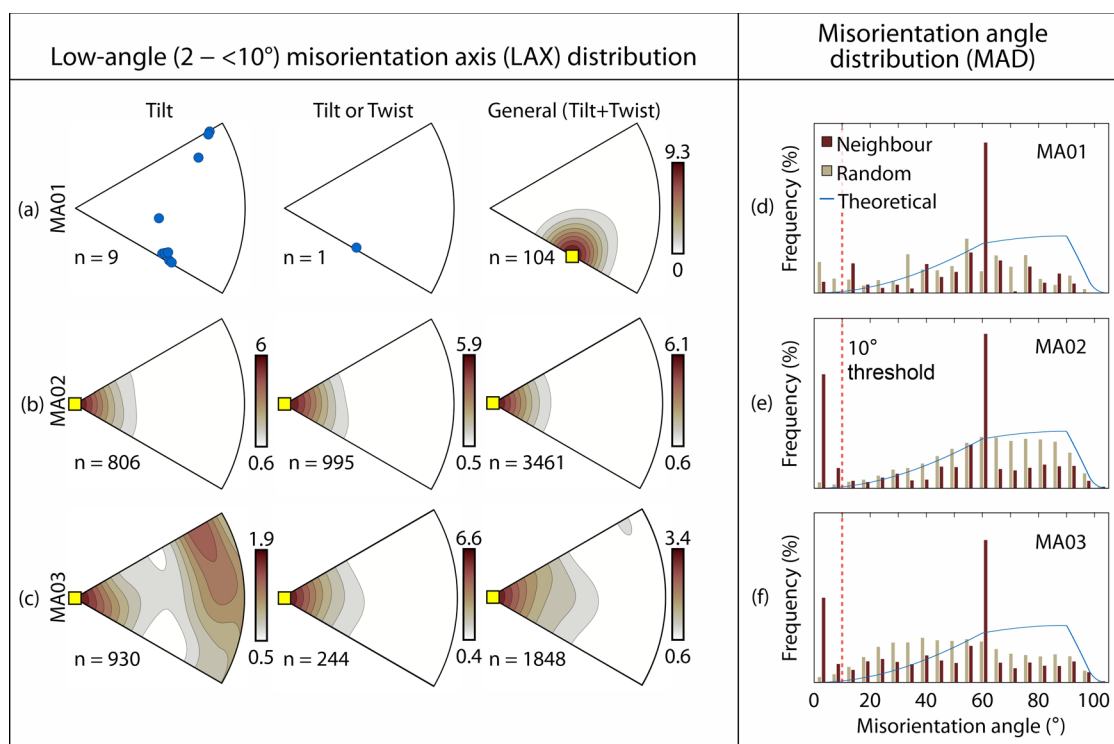 Low-angle (2 – <10°) misorientation axis (LAX) distribution
Misorientation angle
distribution (MAD)
Tilt
Tilt or Twist
General (Tilt+Twist)
(a)
MA01
n = 9
n = 1
n = 104
9.3
0
(b)
MA02
n = 806
6
0.6
n = 995
5.9
0.5
n = 3461
6.1
0.6
(c)
MA03
n = 930
1.9
0.5
n = 244
6.6
0.4
n = 1848
3.4
0.6
(d)
Frequency (%)
Neighbour
Random
Theoretical
MA01
(e)
Frequency (%)
10°
threshold
MA02
(f)
Frequency (%)
MA03
0 20 40 60 80 100
Misorientation angle (°)